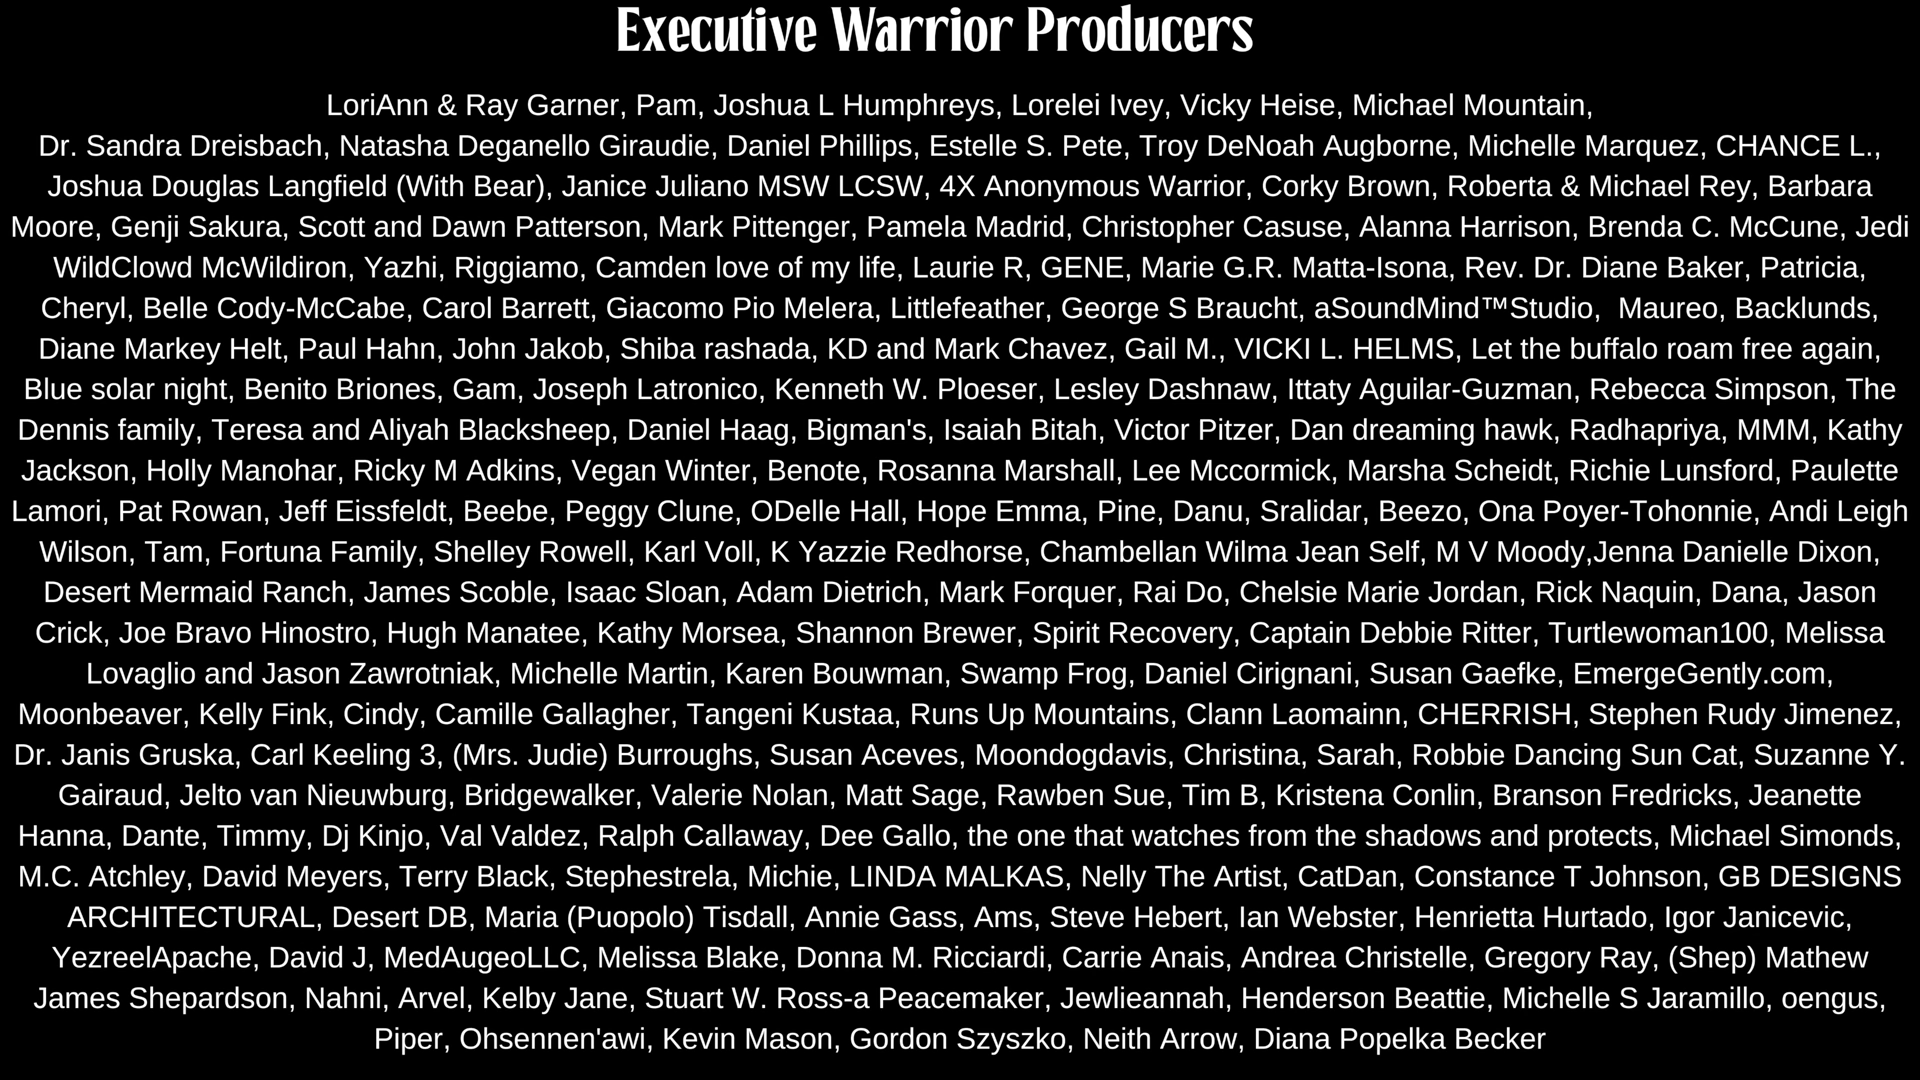 Executive Warrior Producers
LoriAnn & Ray Garner, Pam, Joshua L Humphreys, Lorelei Ivey, Vicky Heise, Michael Mountain,
Dr. Sandra Dreisbach, Natasha Deganello Giraudie, Daniel Phillips, Estelle S. Pete, Troy DeNoah Augborne, Michelle Marquez, CHANCE L.,
Joshua Douglas Langfield (With Bear), Janice Juliano MSW LCSW, 4X Anonymous Warrior, Corky Brown, Roberta & Michael Rey, Barbara
Moore, Genji Sakura, Scott and Dawn Patterson, Mark Pittenger, Pamela Madrid, Christopher Casuse, Alanna Harrison, Brenda C. McCune, Jedi
WildClowd McWildiron, Yazhi, Riggiamo, Camden love of my life, Laurie R, GENE, Marie G.R. Matta-Isona, Rev. Dr. Diane Baker, Patricia,
Cheryl, Belle Cody-McCabe, Carol Barrett, Giacomo Pio Melera, Littlefeather, George S Braucht, aSoundMind™Studio,  Maureo, Backlunds,
Diane Markey Helt, Paul Hahn, John Jakob, Shiba rashada, KD and Mark Chavez, Gail M., VICKI L. HELMS, Let the buffalo roam free again,
Blue solar night, Benito Briones, Gam, Joseph Latronico, Kenneth W. Ploeser, Lesley Dashnaw, Ittaty Aguilar-Guzman, Rebecca Simpson, The
Dennis family, Teresa and Aliyah Blacksheep, Daniel Haag, Bigman's, Isaiah Bitah, Victor Pitzer, Dan dreaming hawk, Radhapriya, MMM, Kathy
Jackson, Holly Manohar, Ricky M Adkins, Vegan Winter, Benote, Rosanna Marshall, Lee Mccormick, Marsha Scheidt, Richie Lunsford, Paulette
Lamori, Pat Rowan, Jeff Eissfeldt, Beebe, Peggy Clune, ODelle Hall, Hope Emma, Pine, Danu, Sralidar, Beezo, Ona Poyer-Tohonnie, Andi Leigh
Wilson, Tam, Fortuna Family, Shelley Rowell, Karl Voll, K Yazzie Redhorse, Chambellan Wilma Jean Self, M V Moody,Jenna Danielle Dixon,
Desert Mermaid Ranch, James Scoble, Isaac Sloan, Adam Dietrich, Mark Forquer, Rai Do, Chelsie Marie Jordan, Rick Naquin, Dana, Jason
Crick, Joe Bravo Hinostro, Hugh Manatee, Kathy Morsea, Shannon Brewer, Spirit Recovery, Captain Debbie Ritter, Turtlewoman100, Melissa
Lovaglio and Jason Zawrotniak, Michelle Martin, Karen Bouwman, Swamp Frog, Daniel Cirignani, Susan Gaefke, EmergeGently.com,
Moonbeaver, Kelly Fink, Cindy, Camille Gallagher, Tangeni Kustaa, Runs Up Mountains, Clann Laomainn, CHERRISH, Stephen Rudy Jimenez,
Dr. Janis Gruska, Carl Keeling 3, (Mrs. Judie) Burroughs, Susan Aceves, Moondogdavis, Christina, Sarah, Robbie Dancing Sun Cat, Suzanne Y.
Gairaud, Jelto van Nieuwburg, Bridgewalker, Valerie Nolan, Matt Sage, Rawben Sue, Tim B, Kristena Conlin, Branson Fredricks, Jeanette
Hanna, Dante, Timmy, Dj Kinjo, Val Valdez, Ralph Callaway, Dee Gallo, the one that watches from the shadows and protects, Michael Simonds,
M.C. Atchley, David Meyers, Terry Black, Stephestrela, Michie, LINDA MALKAS, Nelly The Artist, CatDan, Constance T Johnson, GB DESIGNS
ARCHITECTURAL, Desert DB, Maria (Puopolo) Tisdall, Annie Gass, Ams, Steve Hebert, Ian Webster, Henrietta Hurtado, Igor Janicevic,
YezreelApache, David J, MedAugeoLLC, Melissa Blake, Donna M. Ricciardi, Carrie Anais, Andrea Christelle, Gregory Ray, (Shep) Mathew
James Shepardson, Nahni, Arvel, Kelby Jane, Stuart W. Ross-a Peacemaker, Jewlieannah, Henderson Beattie, Michelle S Jaramillo, oengus,
Piper, Ohsennen'awi, Kevin Mason, Gordon Szyszko, Neith Arrow, Diana Popelka Becker